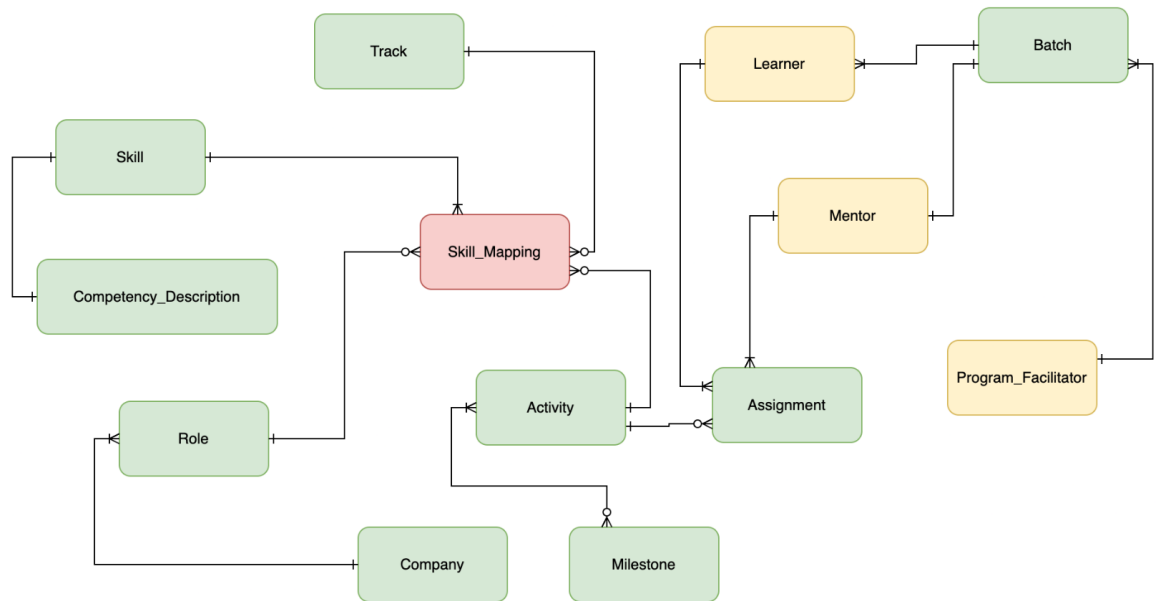 Track
Learner
Batch
Skill
Mentor
Skill_Mapping
Competency_Description
Program_Facilitator
Activity
Assignment
Role
Company
Milestone